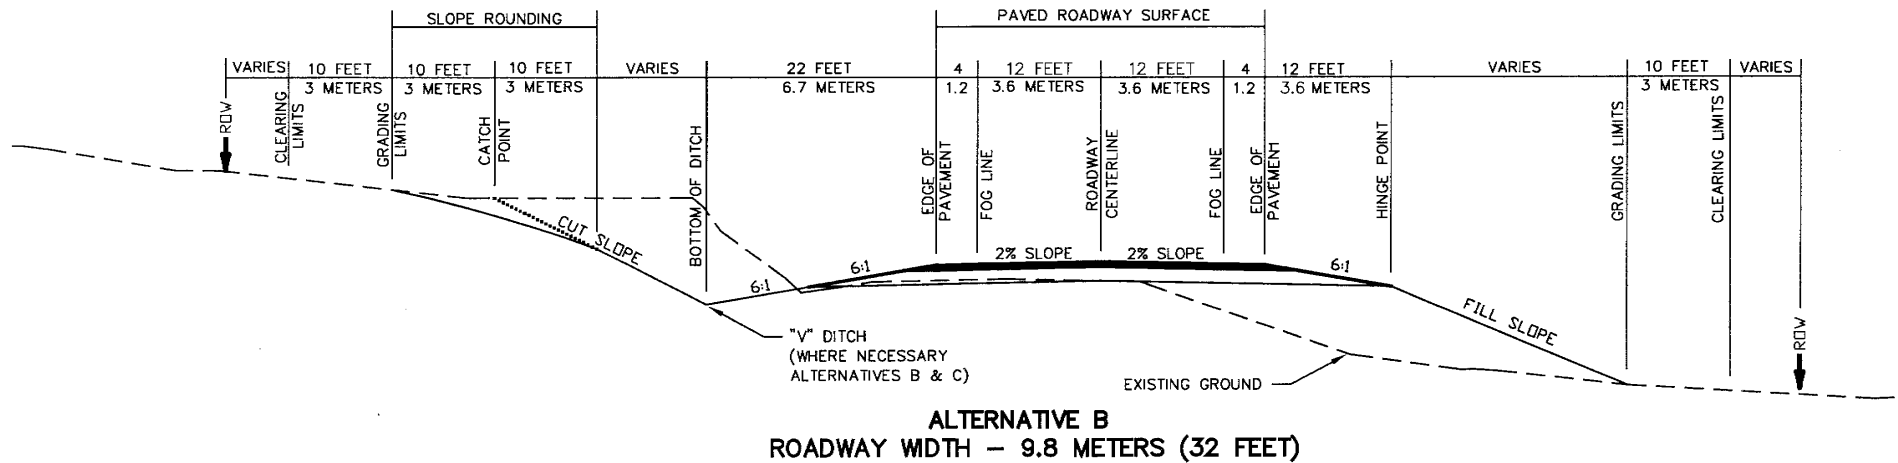 SLOPE ROUNDING
PAVED ROADWAY SURFACE
VARIES 10 FEET 10 FEET 10 FEET VARIES 22 FEET 4 12 FEET 12 FEET 4 12 FEET VARIES 10 FEET VARIES
3 METERS 3 METERS 3 METERS 6.7 METERS 1.2 3.6 METERS 3.6 METERS 1.2 3.6 METERS 3 METERS
ROW
CLEARING LIMITS
GRADING LIMITS
CATCH POINT
BOTTOM OF DITCH
EDGE OF PAVEMENT
FOG LINE
ROADWAY CENTERLINE
FOG LINE
EDGE OF PAVEMENT
HINGE POINT
GRADING LIMITS
CLEARING LIMITS
ROW
CUT SLOPE
6:1
6:1
2% SLOPE
2% SLOPE
6:1
FILL SLOPE
"V" DITCH
(WHERE NECESSARY
ALTERNATIVES B & C)
EXISTING GROUND
ALTERNATIVE B
ROADWAY WIDTH – 9.8 METERS (32 FEET)